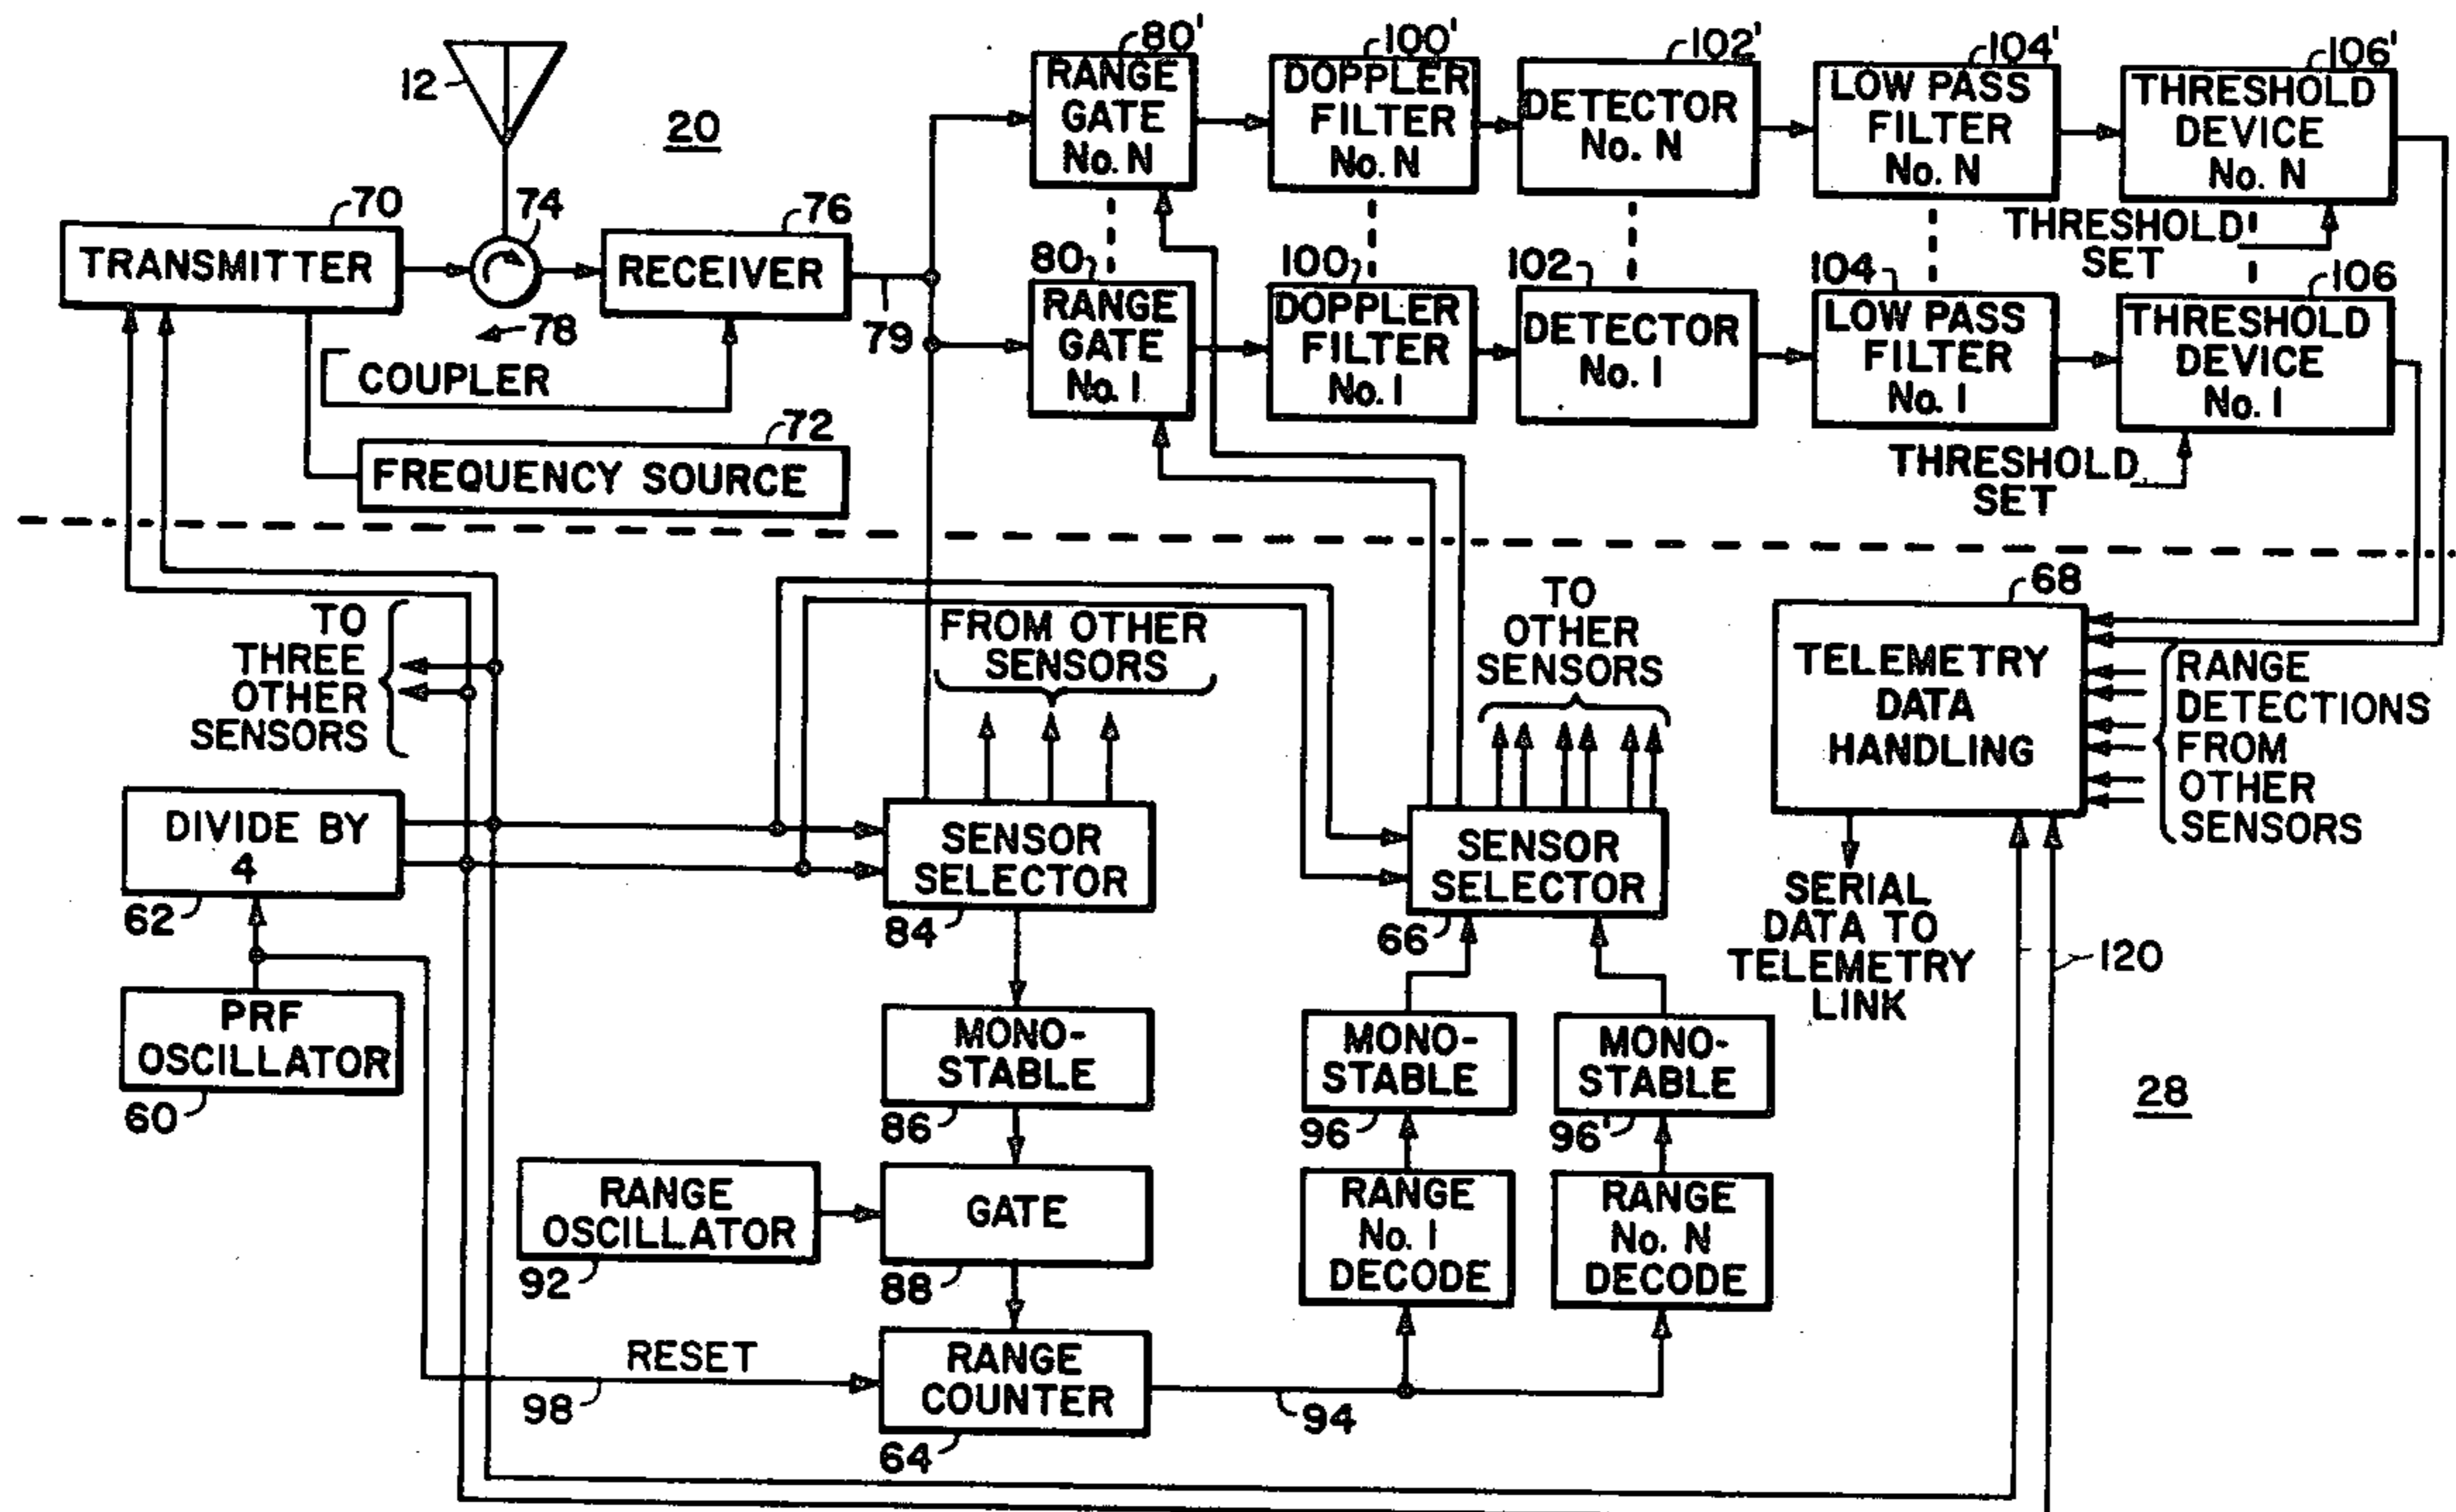 12
20
70
TRANSMITTER
74
76
RECEIVER
78
79
COUPLER
72
FREQUENCY SOURCE
80'
RANGE
GATE
No. N
100'
DOPPLER
FILTER
No. N
102'
DETECTOR
No. N
104'
LOW PASS
FILTER
No. N
106'
THRESHOLD
DEVICE
No. N
THRESHOLD
SET
80
RANGE
GATE
No. 1
100
DOPPLER
FILTER
No. 1
102
DETECTOR
No. 1
104
LOW PASS
FILTER
No. 1
106
THRESHOLD
DEVICE
No. 1
THRESHOLD
SET
TO
THREE
OTHER
SENSORS
FROM OTHER
SENSORS
TO
OTHER
SENSORS
68
TELEMETRY
DATA
HANDLING
RANGE
DETECTIONS
FROM
OTHER
SENSORS
DIVIDE BY
4
62
SENSOR
SELECTOR
84
SENSOR
SELECTOR
66
SERIAL
DATA TO
TELEMETRY
LINK
120
PRF
OSCILLATOR
60
MONO-
STABLE
86
MONO-
STABLE
96
MONO-
STABLE
96'
28
RANGE
OSCILLATOR
92
GATE
88
RANGE
No. 1
DECODE
RANGE
No. N
DECODE
RESET
98
RANGE
COUNTER
64
94